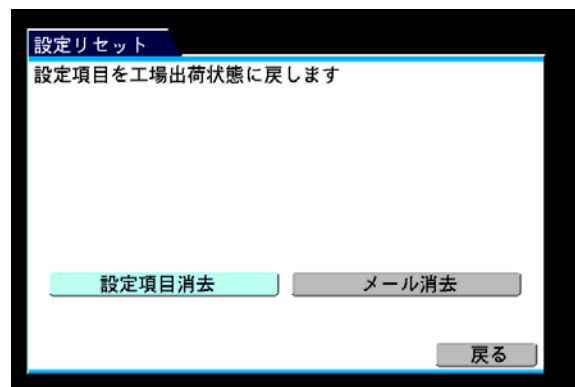 設定リセット
設定項目を工場出荷状態に戻します
設定項目消去 メール消去
戻る